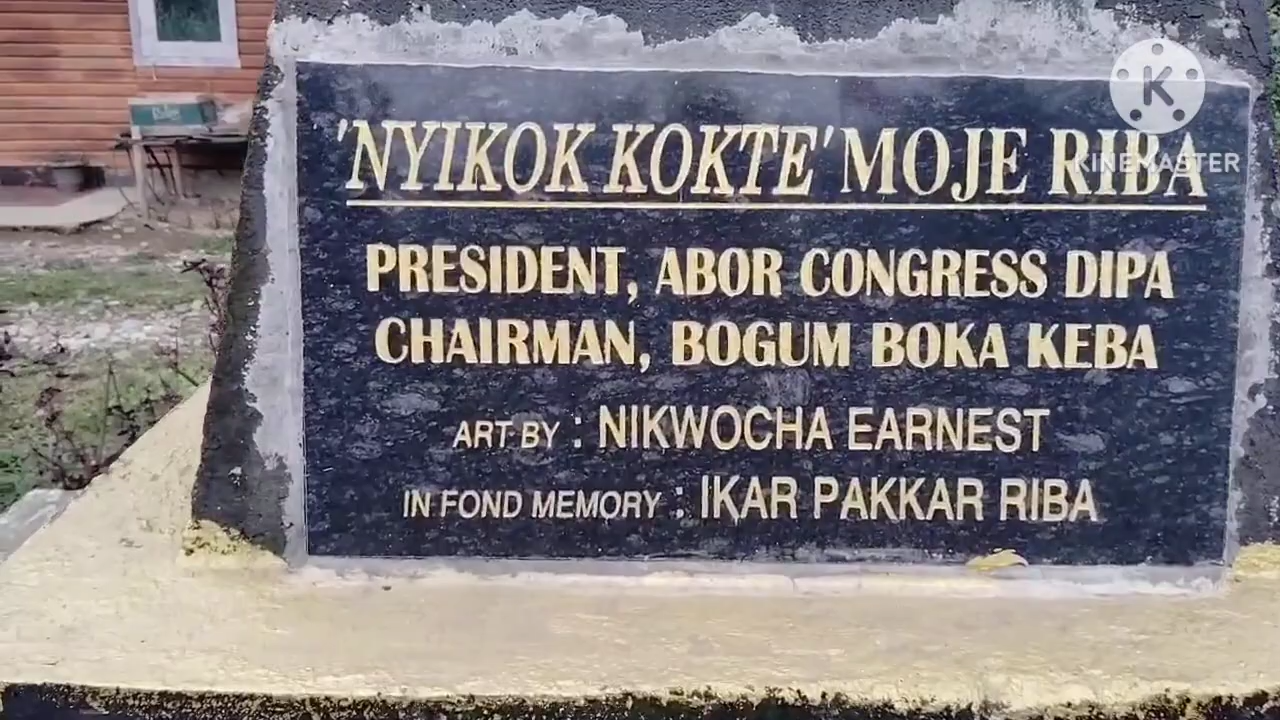 'NYIKOK KOKTE' MOJE RIBA
KINEMASTER
PRESIDENT, ABOR CONGRESS DIPA
CHAIRMAN, BOGUM BOKA KEBA
ART BY : NIKWOCHA EARNEST
IN FOND MEMORY : IKAR PAKKAR RIBA